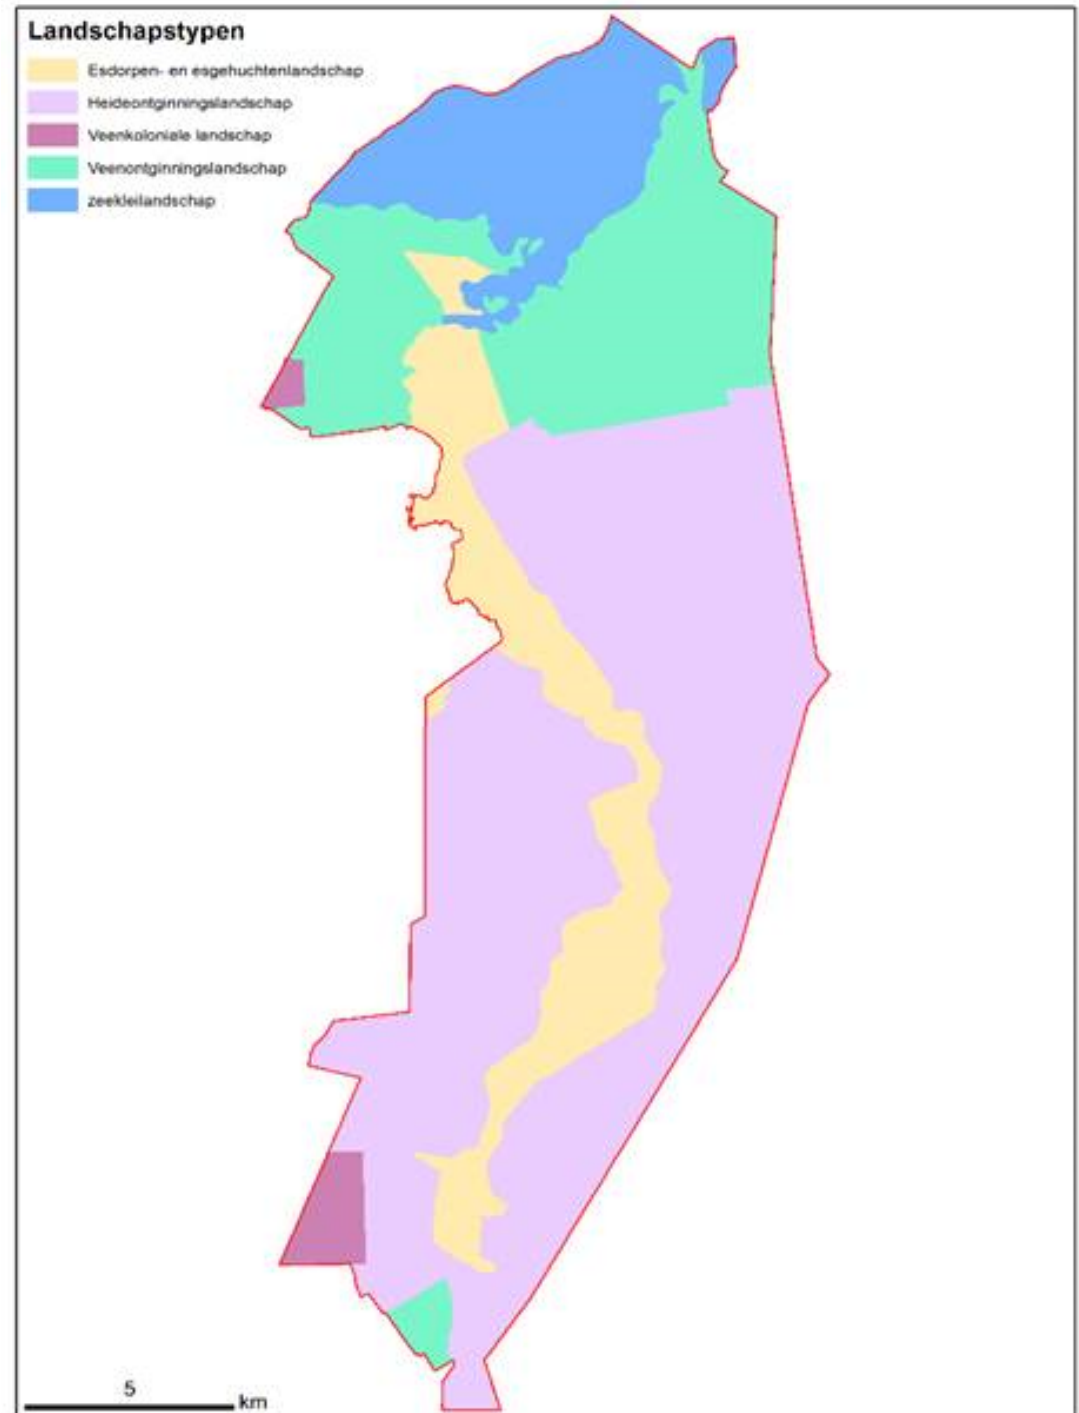 Landschapstypen
Esdorpen- en esgehuchtenlandschap
Heideontginningslandschap
Veenkoloniale landschap
Veenontginningslandschap
zeekleilandschap
5
km